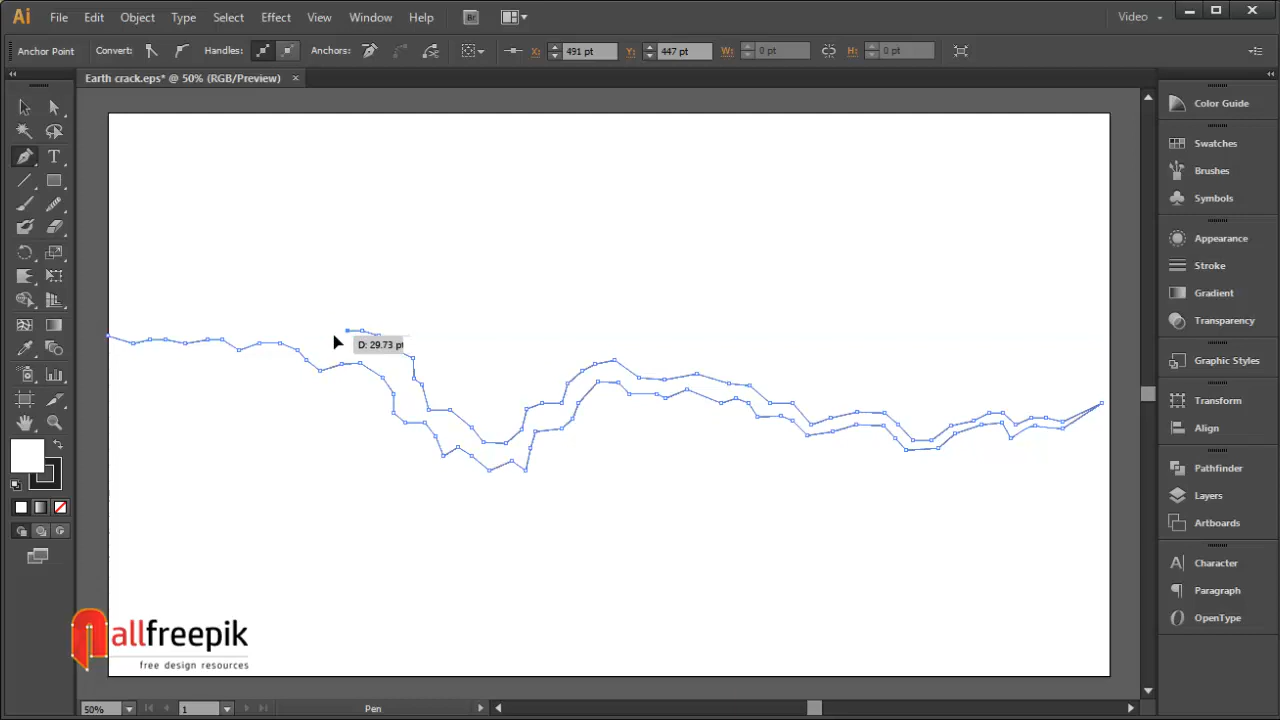 Ai File Edit Object Type Select Effect View Window Help Br Video
Anchor Point Convert: Handles: Anchors: X: 491 pt Y: 447 pt W: 0 pt H: 0 pt
Earth crack.eps* @ 50% (RGB/Preview) ×
Color Guide
Swatches
Brushes
Symbols
Appearance
Stroke
Gradient
Transparency
Graphic Styles
Transform
Align
Pathfinder
Layers
Artboards
Character
Paragraph
OpenType
D: 29.73 pt
allfreepik
free design resources
50% 1 Pen